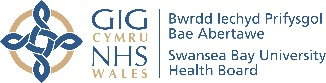 GIG
CYMRU
NHS
WALES
Bwrdd Iechyd Prifysgol
Bae Abertawe
Swansea Bay University
Health Board